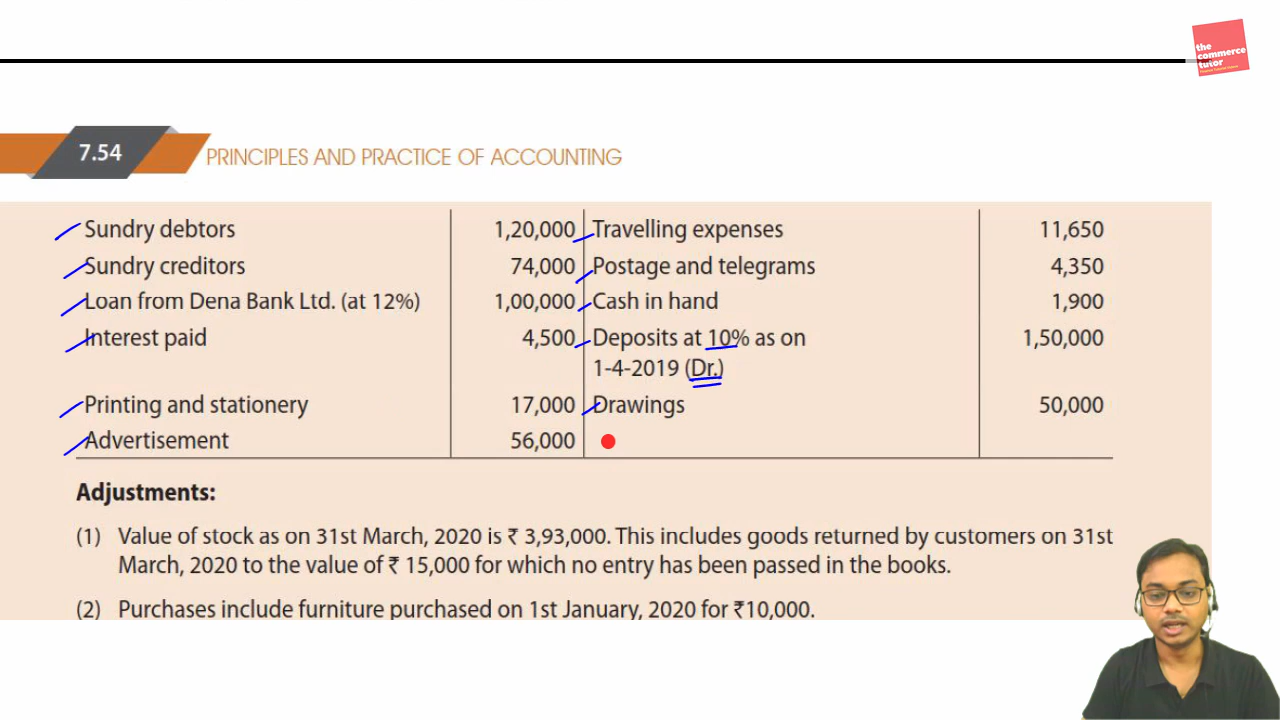 the
commerce
tutor
7.54
PRINCIPLES AND PRACTICE OF ACCOUNTING
Sundry debtors 1,20,000 Travelling expenses 11,650
Sundry creditors 74,000 Postage and telegrams 4,350
Loan from Dena Bank Ltd. (at 12%) 1,00,000 Cash in hand 1,900
Interest paid 4,500 Deposits at 10% as on 1,50,000
1-4-2019 (Dr.)
Printing and stationery 17,000 Drawings 50,000
Advertisement 56,000
Adjustments:
(1) Value of stock as on 31st March, 2020 is ₹ 3,93,000. This includes goods returned by customers on 31st
March, 2020 to the value of ₹ 15,000 for which no entry has been passed in the books.
(2) Purchases include furniture purchased on 1st January, 2020 for ₹10,000.